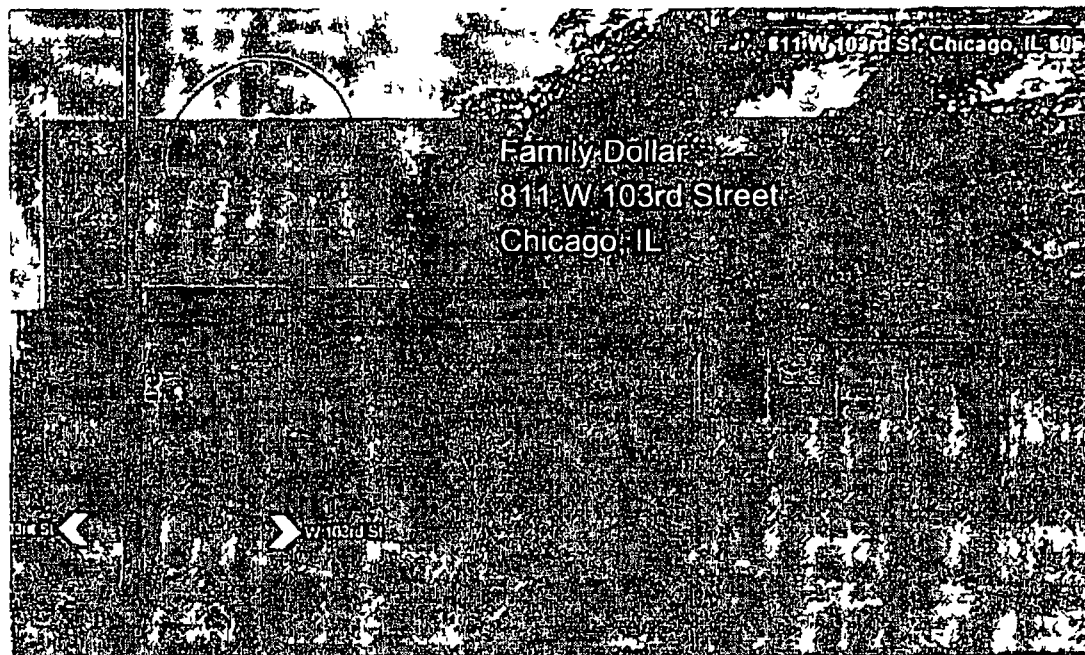 811 W 103rd St, Chicago, IL
Family Dollar
811 W 103rd Street
Chicago, IL
W 103rd St